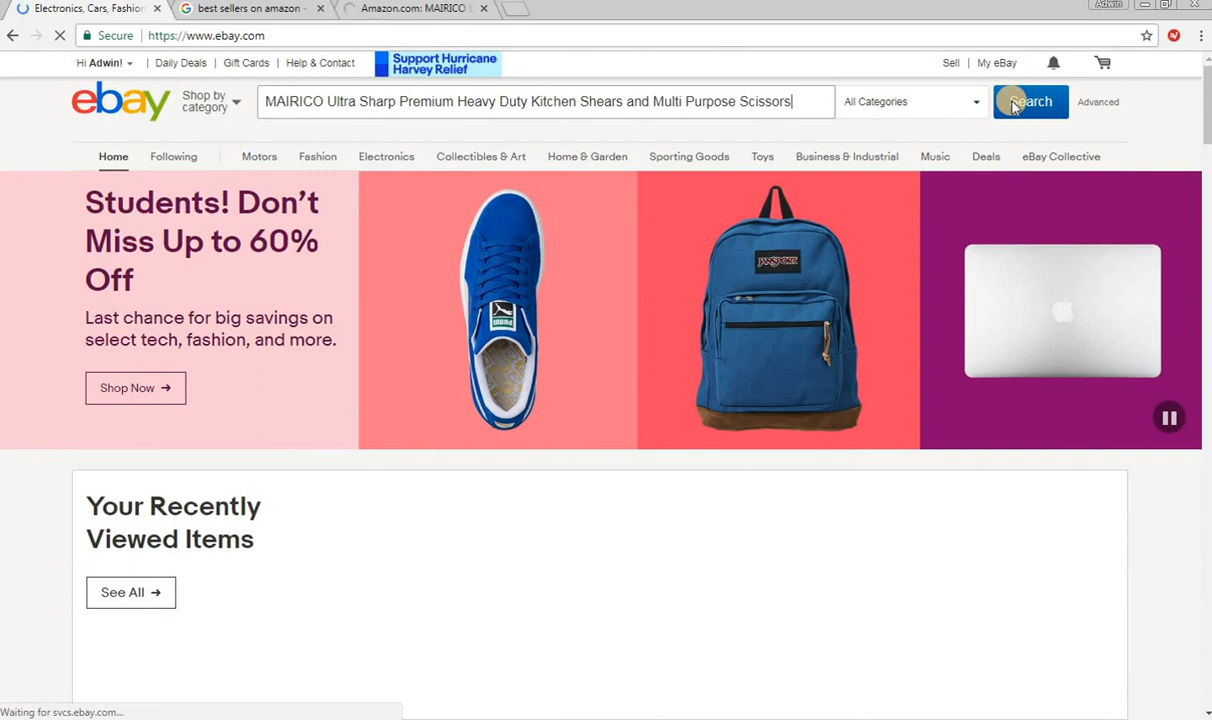 Electronics, Cars, Fashion
best sellers on amazon -
Amazon.com: MAIRICO
Adwin
Secure
https://www.ebay.com
Hi Adwin!
Daily Deals
Gift Cards
Help & Contact
Support Hurricane
Harvey Relief
Sell
My eBay
ebay
Shop by
category
MAIRICO Ultra Sharp Premium Heavy Duty Kitchen Shears and Multi Purpose Scissors
All Categories
Search
Advanced
Home
Following
Motors
Fashion
Electronics
Collectibles & Art
Home & Garden
Sporting Goods
Toys
Business & Industrial
Music
Deals
eBay Collective
Students! Don't
Miss Up to 60%
Off
Last chance for big savings on
select tech, fashion, and more.
Shop Now
JANSPORT
Your Recently
Viewed Items
See All
Waiting for svcs.ebay.com...